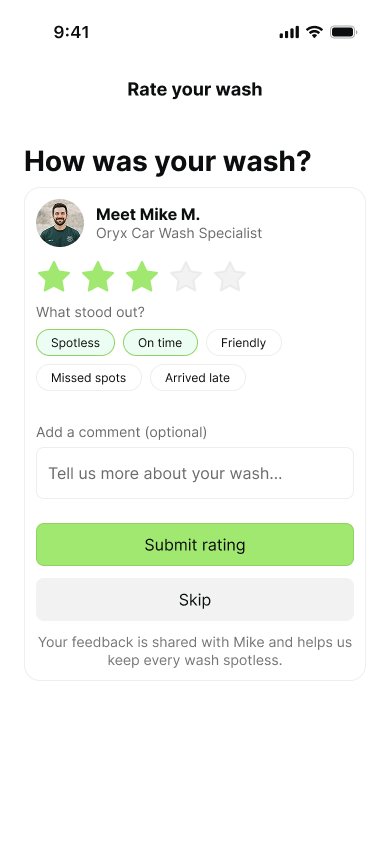 9:41
Rate your wash
How was your wash?
Meet Mike M.
Oryx Car Wash Specialist
What stood out?
Spotless On time Friendly
Missed spots Arrived late
Add a comment (optional)
Tell us more about your wash...
Submit rating
Skip
Your feedback is shared with Mike and helps us
keep every wash spotless.